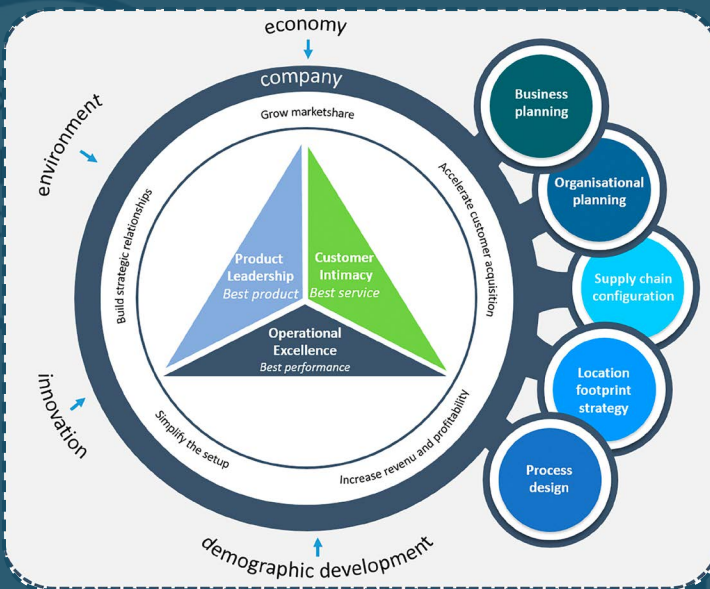 economy
company
Grow marketshare
environment
Build strategic relationships
Accelerate customer acquisition
Product
Leadership
Best product
Customer
Intimacy
Best service
Operational
Excellence
Best performance
innovation
Simplify the setup
Increase revenu and profitability
demographic development
Business
planning
Organisational
planning
Supply chain
configuration
Location
footprint
strategy
Process
design